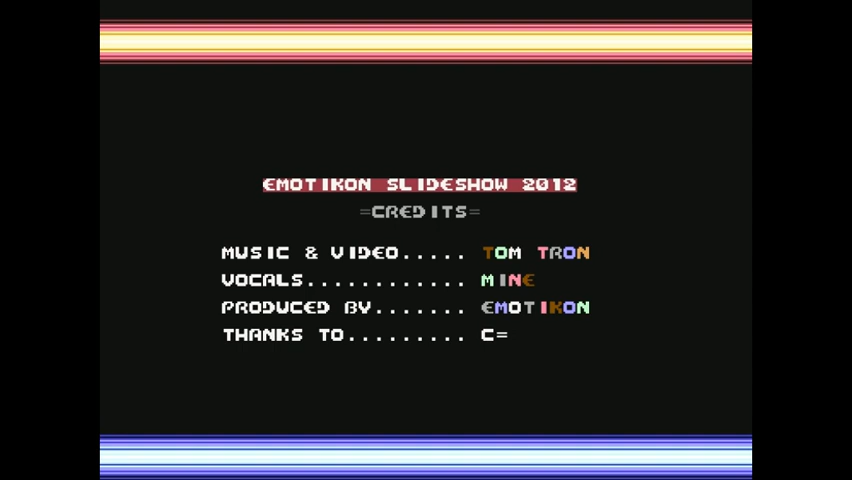 EMOTIKON SLIDESHOW 2012
=CREDITS=
MUSIC & VIDEO..... TOM TRON
VOCALS............ MINE
PRODUCED BY....... EMOTIKON
THANKS TO......... C=